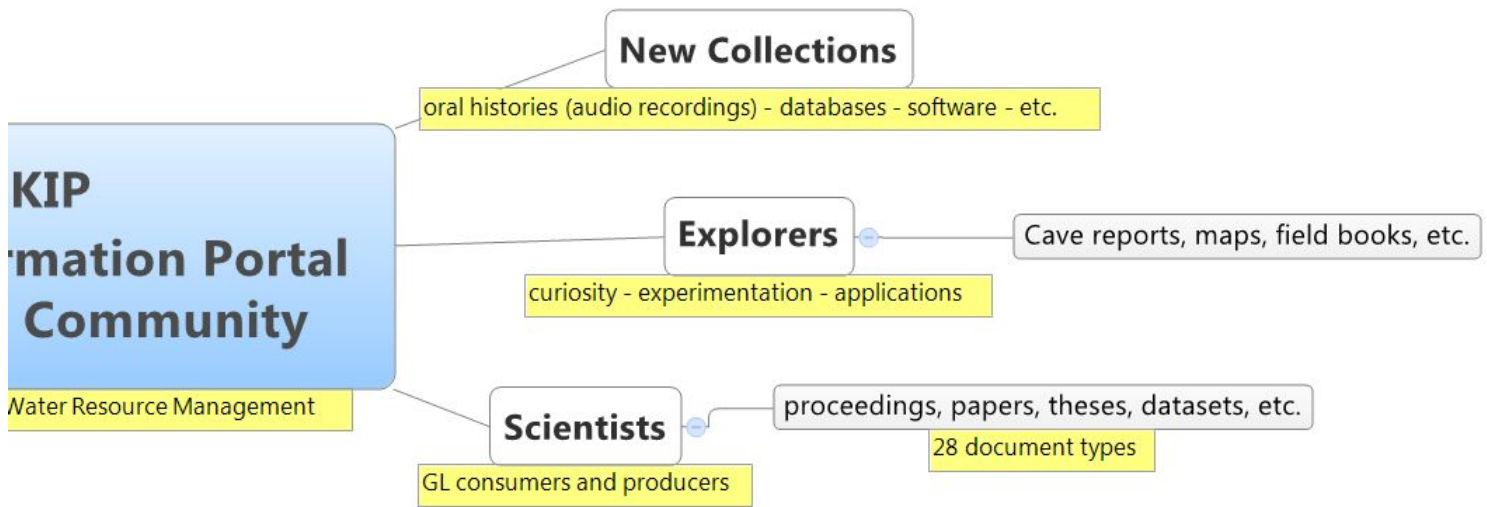 New Collections
oral histories (audio recordings) - databases - software - etc.
KIP
rmation Portal
Community
Water Resource Management
Explorers
curiosity - experimentation - applications
Cave reports, maps, field books, etc.
Scientists
GL consumers and producers
proceedings, papers, theses, datasets, etc.
28 document types